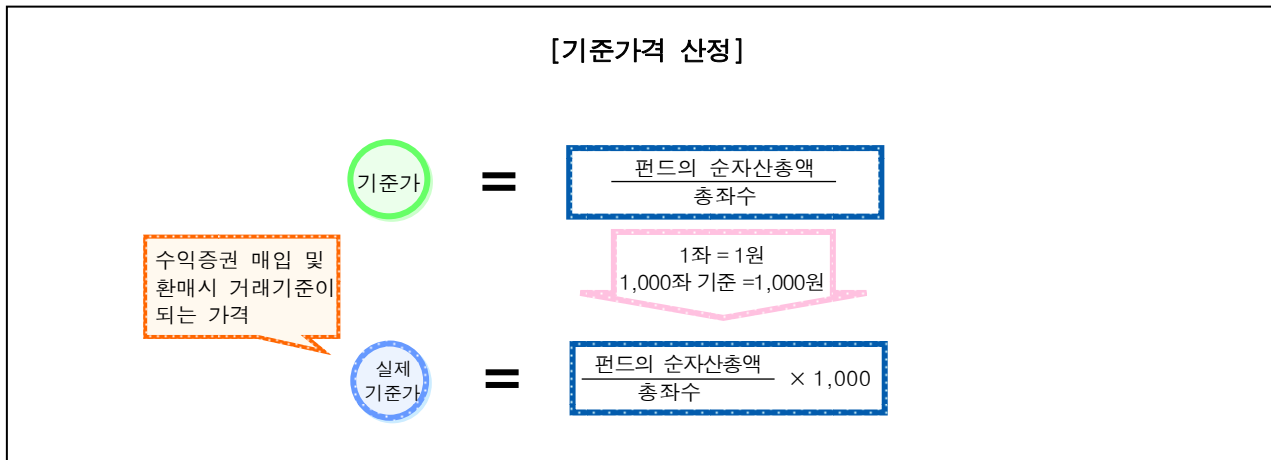 [기준가격 산정]
기준가
=
펀드의 순자산총액
총좌수
1좌 = 1원
1,000좌 기준 =1,000원
수익증권 매입 및
환매시 거래기준이
되는 가격
실제
기준가
=
펀드의 순자산총액
총좌수
× 1,000